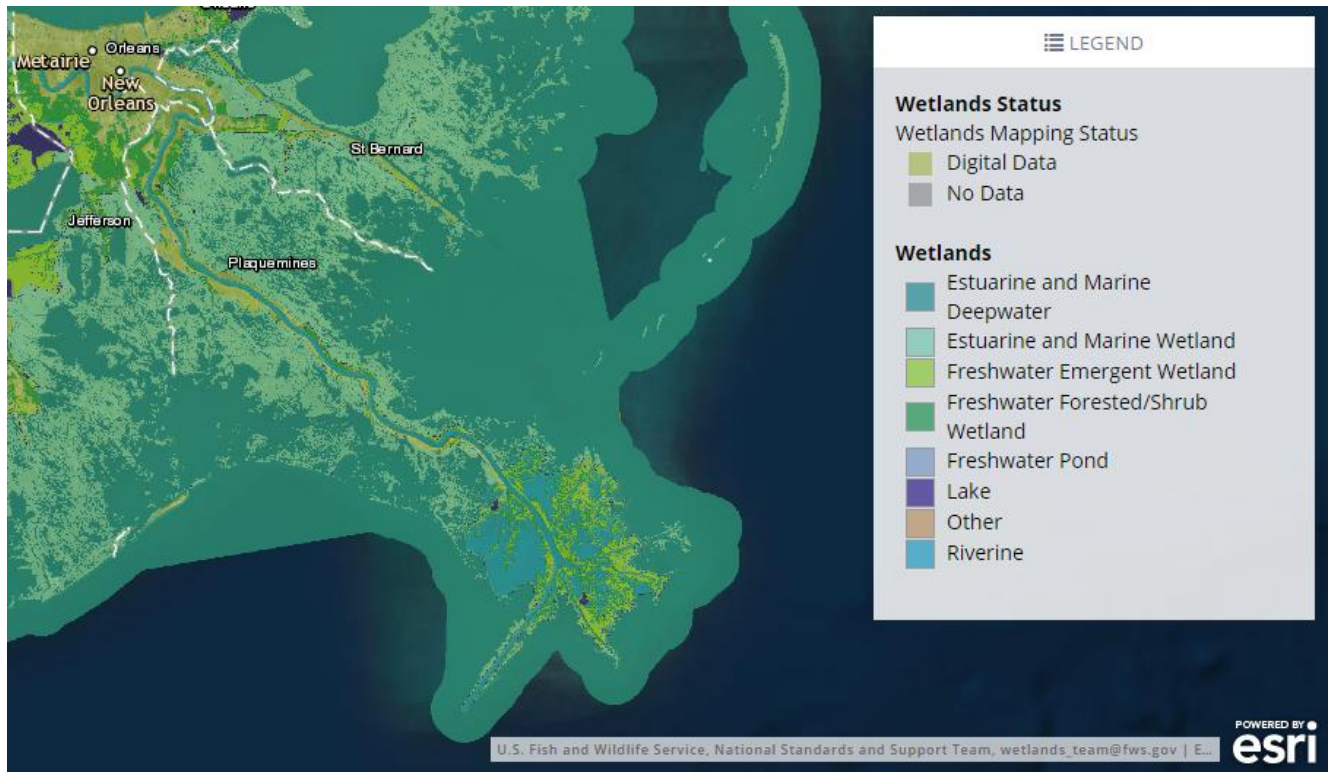 Orleans
Metairie
New
Orleans
St Bernard
Jefferson
Plaquemines
LEGEND
Wetlands Status
Wetlands Mapping Status
Digital Data
No Data
Wetlands
Estuarine and Marine
Deepwater
Estuarine and Marine Wetland
Freshwater Emergent Wetland
Freshwater Forested/Shrub
Wetland
Freshwater Pond
Lake
Other
Riverine
U.S. Fish and Wildlife Service, National Standards and Support Team, wetlands_team@fws.gov | E...
POWERED BY
esri